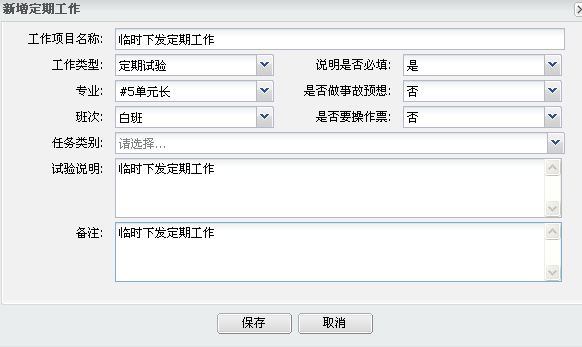 新增定期工作
工作项目名称: 临时下发定期工作
工作类型: 定期试验 说明是否必填: 是
专业: #5单元长 是否做事故预想: 否
班次: 白班 是否要操作票: 否
任务类别: 请选择...
试验说明: 临时下发定期工作
备注: 临时下发定期工作
保存 取消